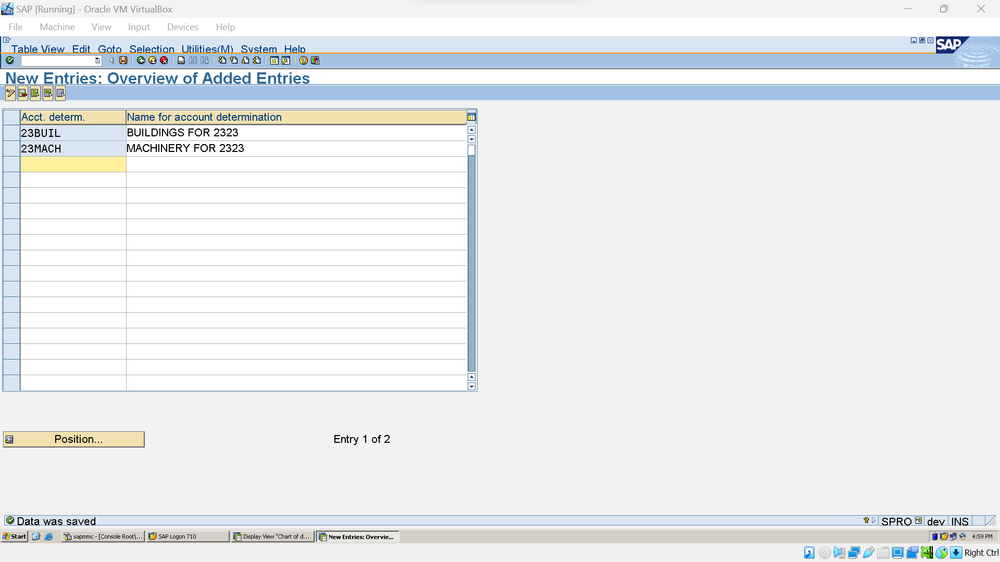 SAP [Running] - Oracle VM VirtualBox
File Machine View Input Devices Help
Table View Edit Goto Selection Utilities(M) System Help
SAP
New Entries: Overview of Added Entries
Acct. determ. Name for account determination
23BUIL BUILDINGS FOR 2323
23MACH MACHINERY FOR 2323
Position... Entry 1 of 2
Data was saved SPRO dev INS
Start sapmmc - [Console Root\... SAP Logon 710 Display View "Chart of d... New Entries: Overvie... 4:59 PM
Right Ctrl